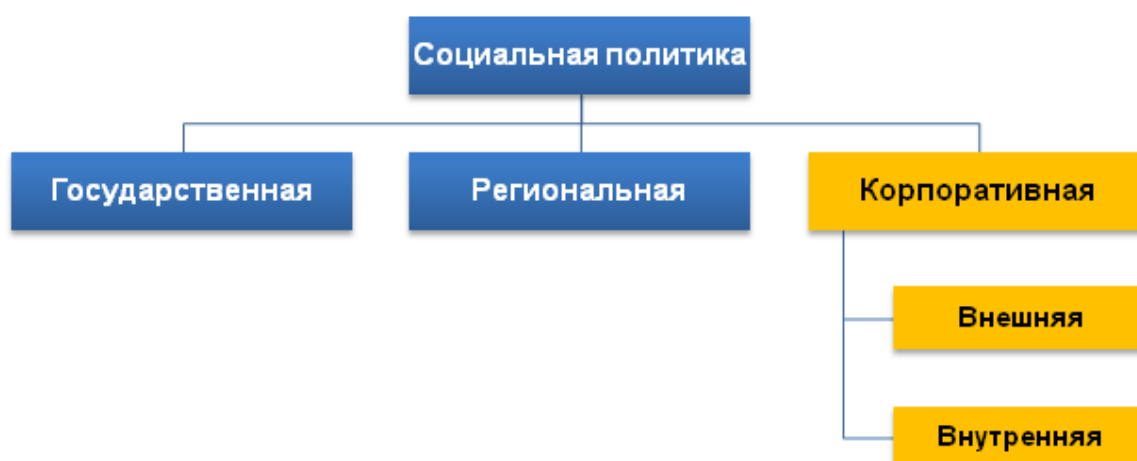 Социальная политика
Государственная
Региональная
Корпоративная
Внешняя
Внутренняя